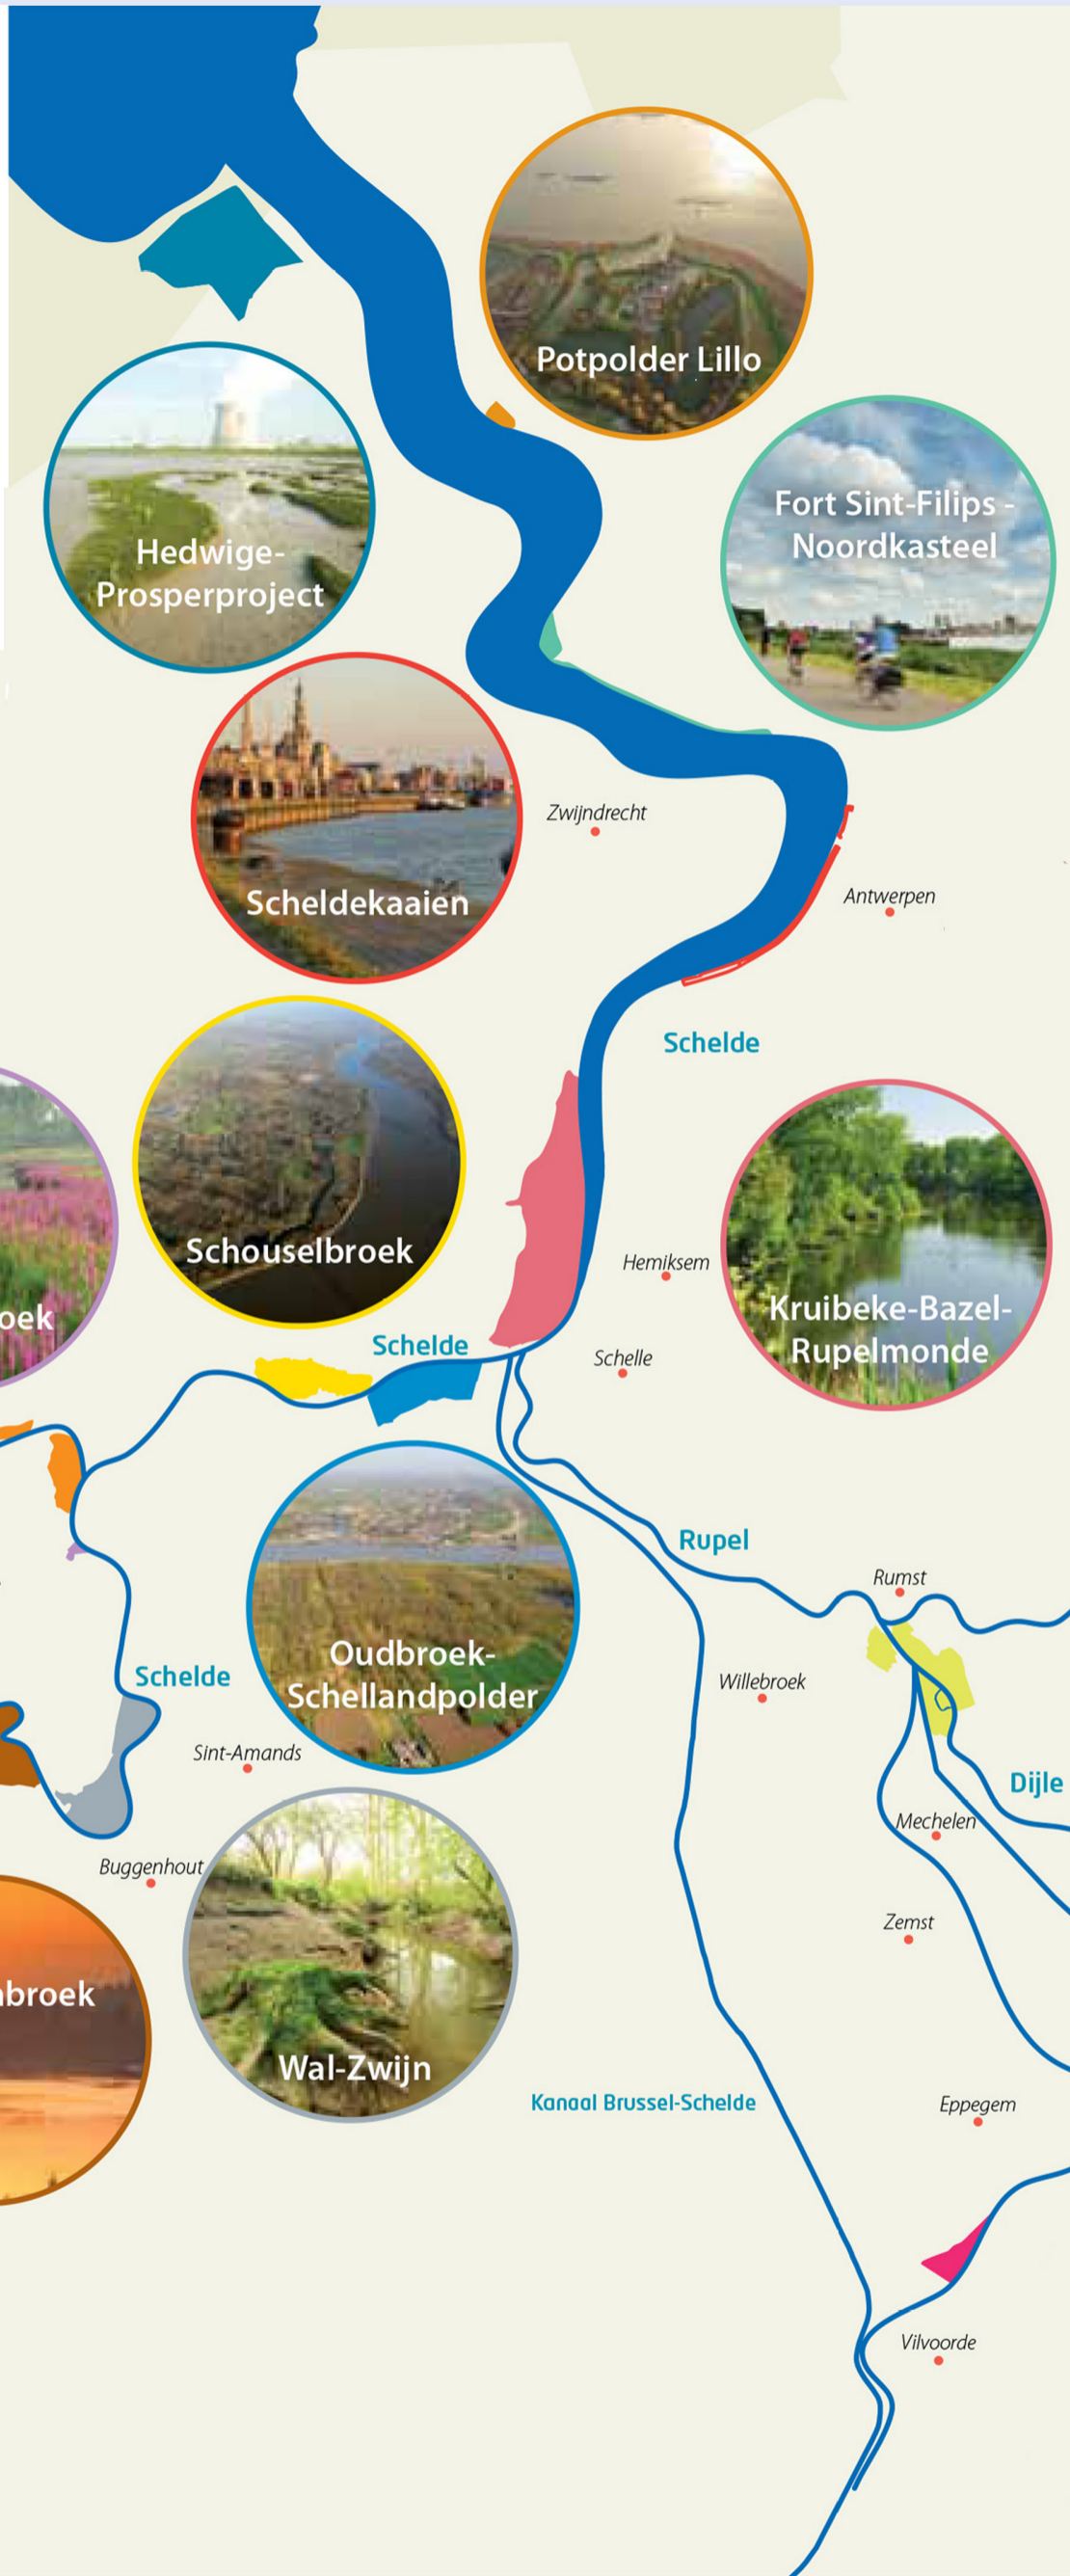 Potpolder Lillo
Fort Sint-Filips -
Noordkasteel
Hedwige-
Prosperproject
Zwijndrecht
Scheldekaaien
Antwerpen
Schelde
Schouselbroek
Hemiksem
Kruibeke-Bazel-
Rupelmonde
oek
Schelde
Schelle
Rupel
Rumst
Oudbroek-
Schellandpolder
Schelde
Willebroek
Sint-Amands
Dijle
Mechelen
Buggenhout
Zemst
broek
Wal-Zwijn
Kanaal Brussel-Schelde
Eppegem
Vilvoorde